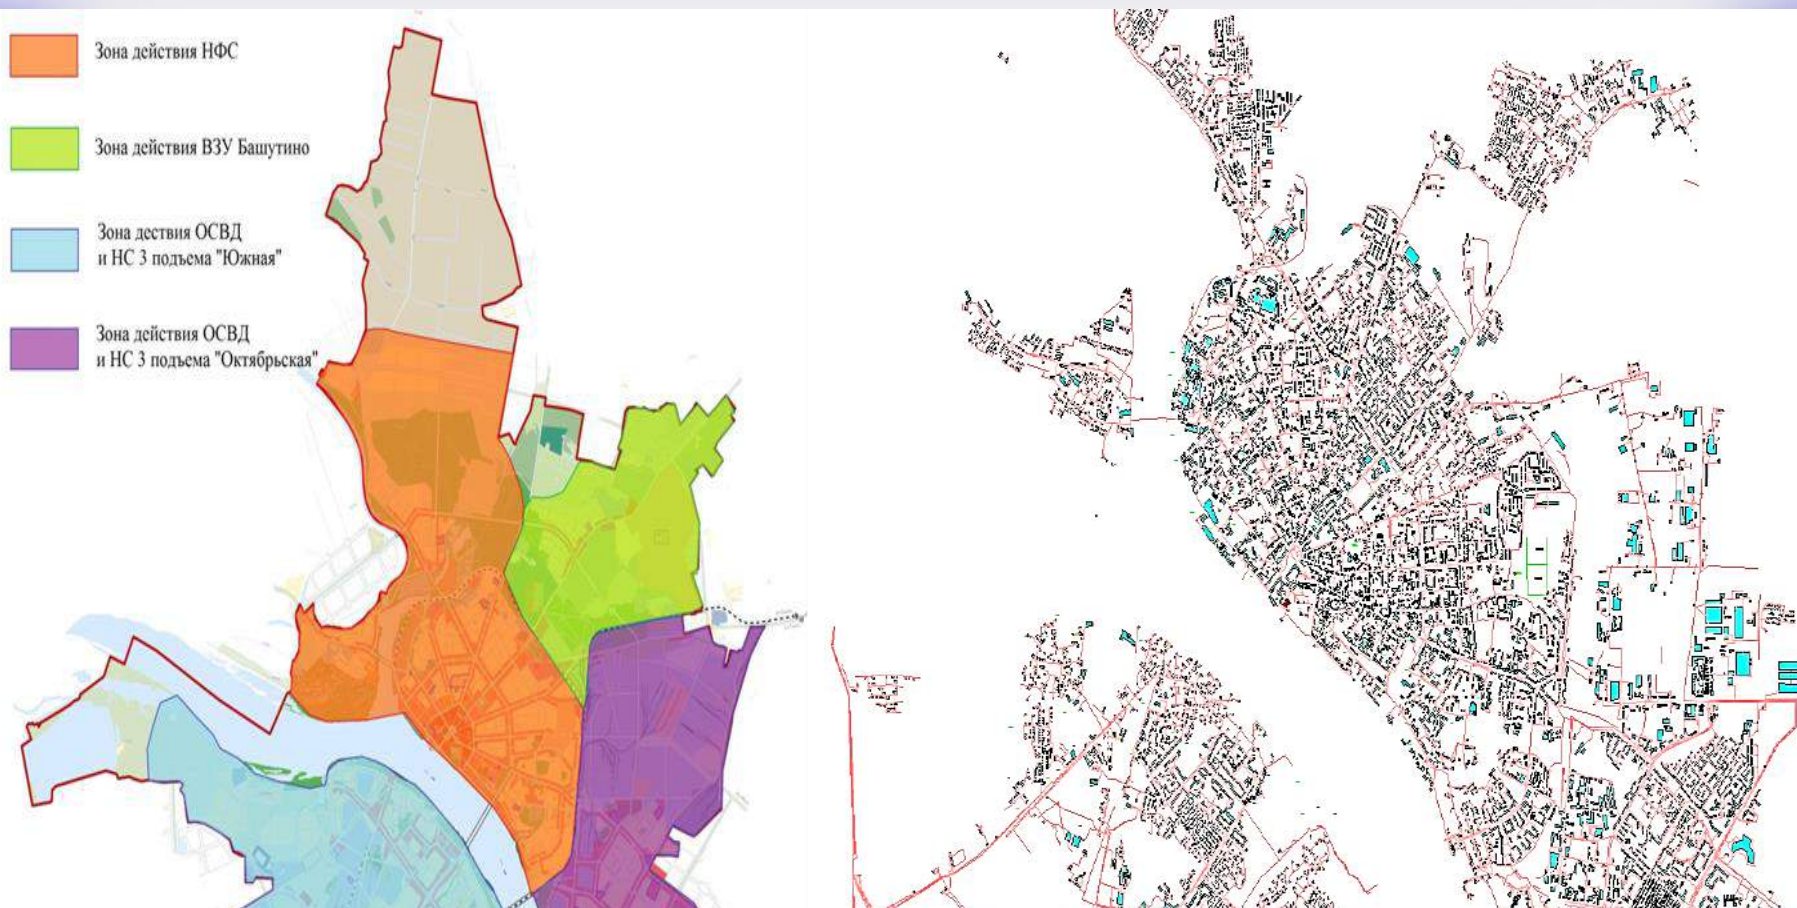 Зона действия НФС
Зона действия ВЗУ Башутино
Зона дествия ОСВД
и НС 3 подъема "Южная"
Зона действия ОСВД
и НС 3 подъема "Октябрьская"